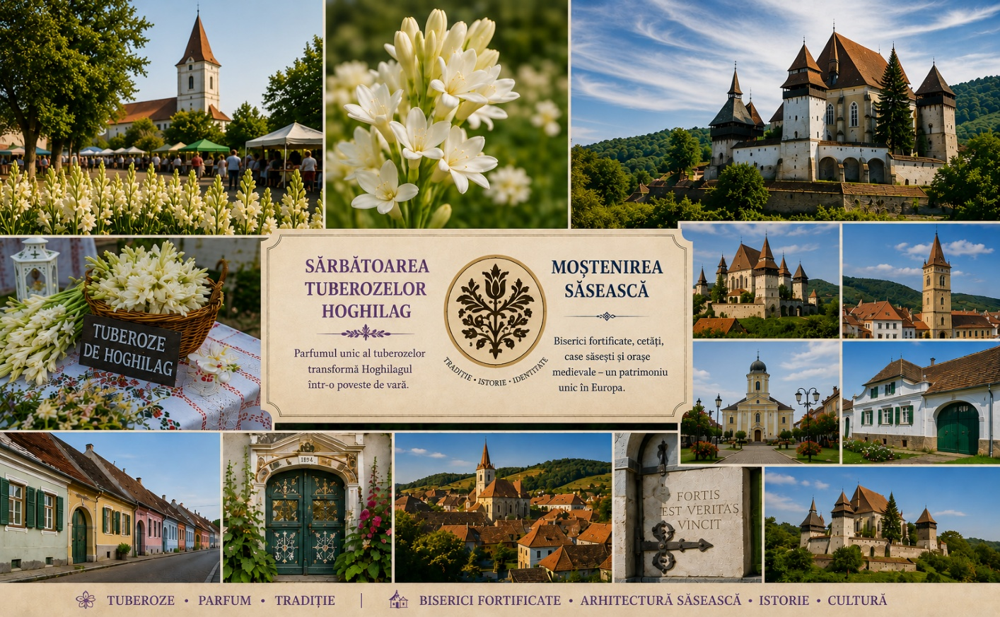 SĂRBĂTOAREA
TUBEROZELOR
HOGHILAG
Parfumul unic al tuberozelor
transformă Hoghilagul
într-o poveste de vară.
TRADIȚIE • ISTORIE • IDENTITATE
MOȘTENIREA
SĂSEASCĂ
Biserici fortificate, cetăți,
case săsești și orașe
medievale – un patrimoniu
unic în Europa.
TUBEROZE
DE HOGHILAG
1894
FORTIS
EST VERITAS
VINCIT
TUBEROZE • PARFUM • TRADIȚIE | BISERICI FORTIFICATE • ARHITECTURĂ SĂSEASCĂ • ISTORIE • CULTURĂ